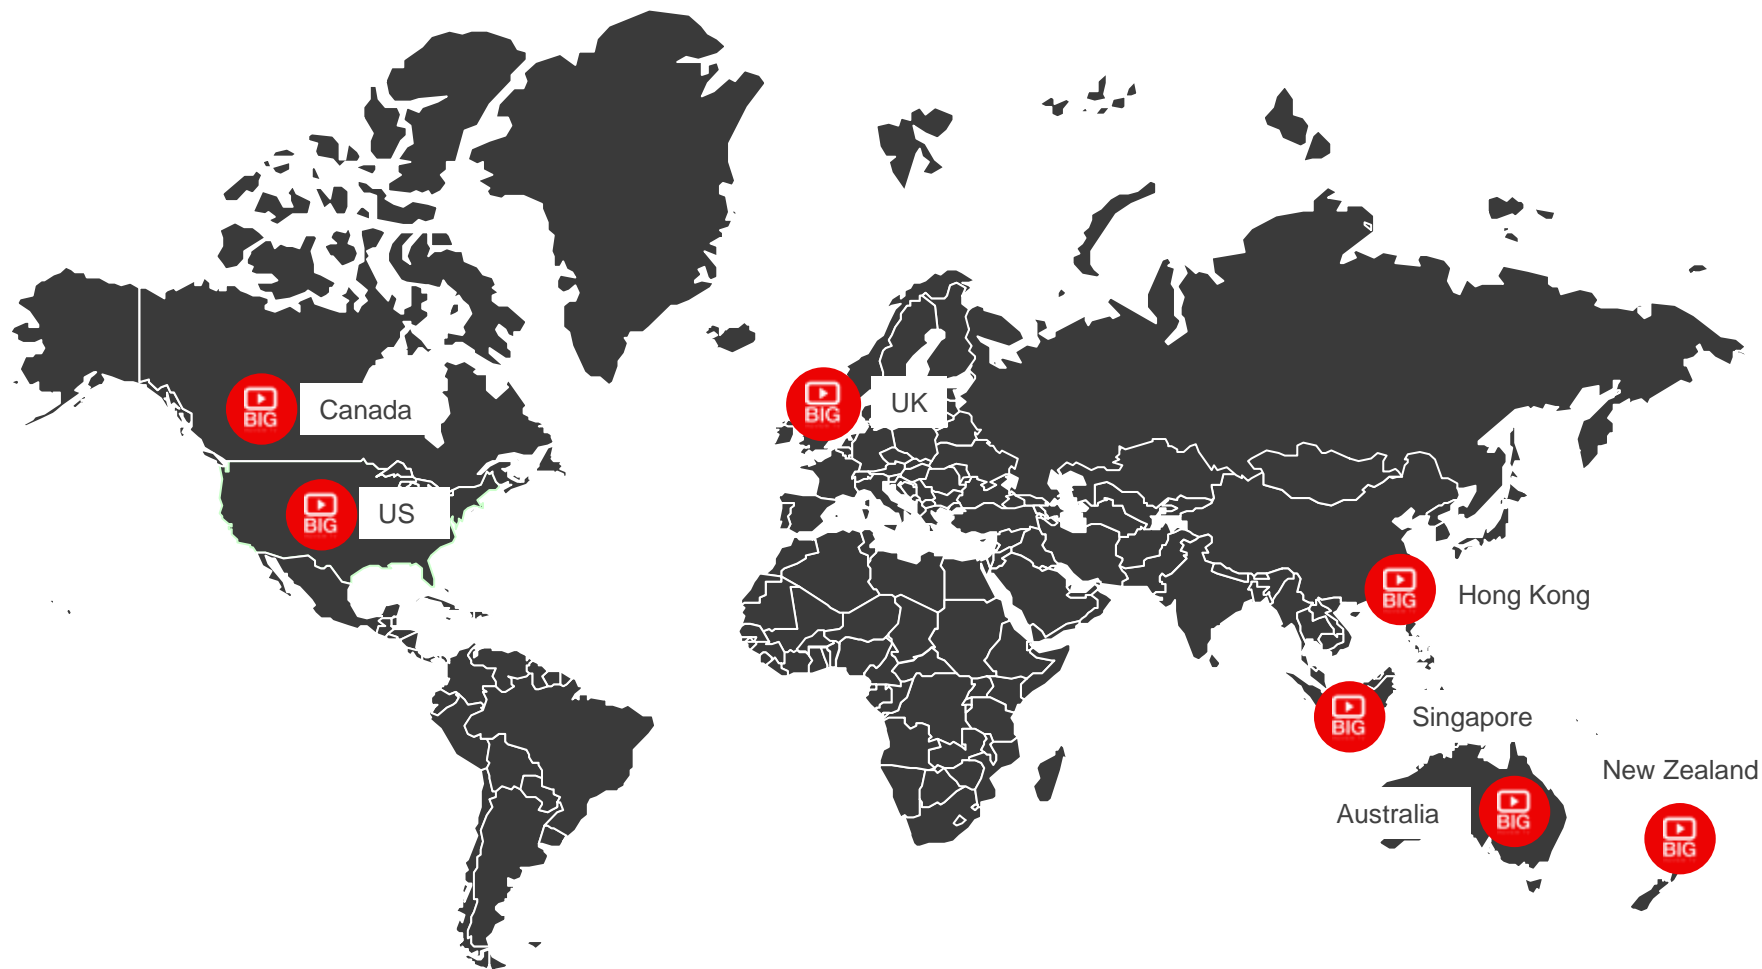 BIG
Canada
BIG
UK
BIG
US
BIG
Hong Kong
BIG
Singapore
New Zealand
Australia
BIG
BIG